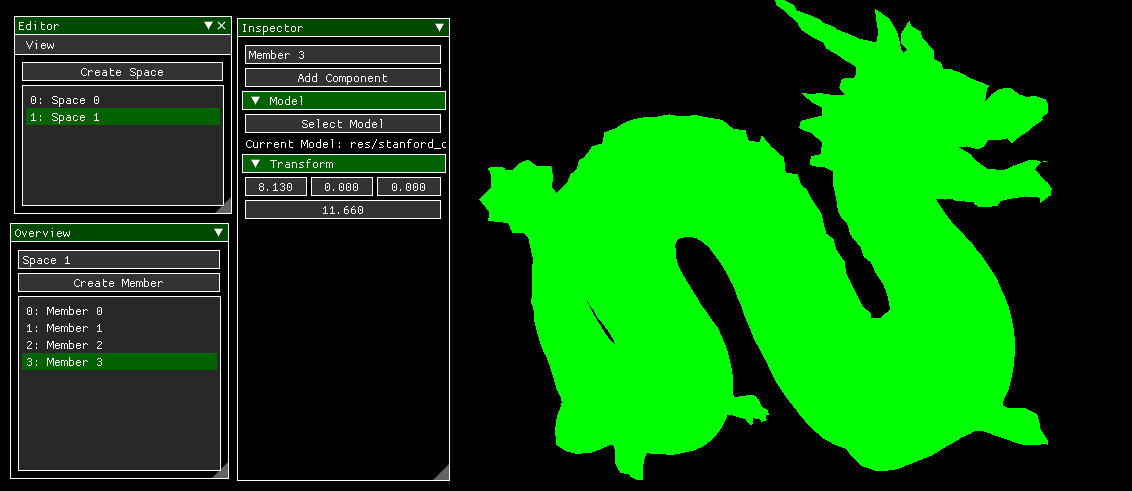 Editor
View
Create Space
0: Space 0
1: Space 1
Overview
Space 1
Create Member
0: Member 0
1: Member 1
2: Member 2
3: Member 3
Inspector
Member 3
Add Component
Model
Select Model
Current Model: res/stanford_
Transform
8.130 0.000 0.000
11.660